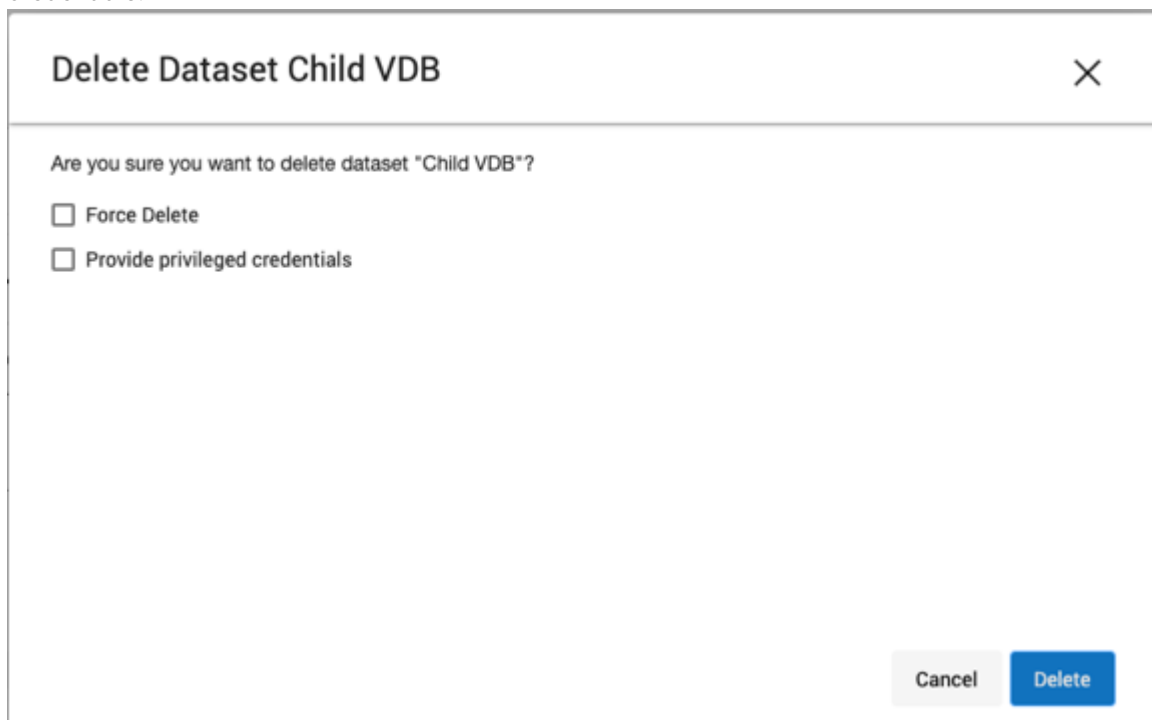 Delete Dataset Child VDB
Are you sure you want to delete dataset "Child VDB"?
Force Delete
Provide privileged credentials
Cancel Delete